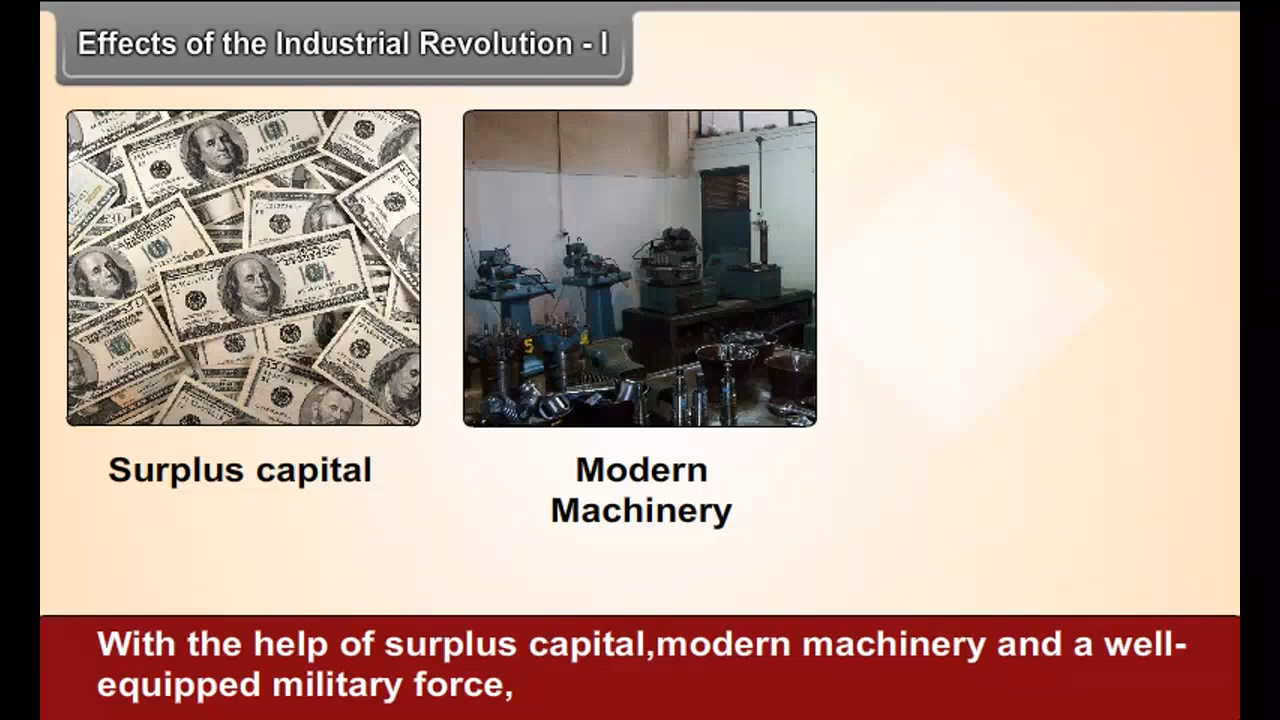 Effects of the Industrial Revolution - I
Surplus capital
Modern
Machinery
With the help of surplus capital,modern machinery and a well-
equipped military force,